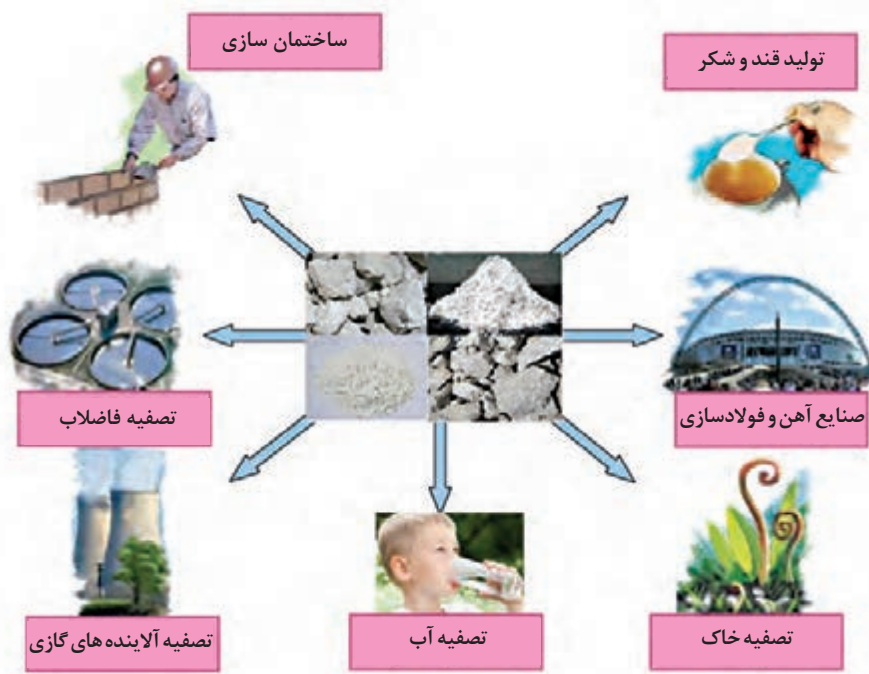 تولید قند و شکر
ساختمان سازی
صنایع آهن و فولادسازی
تصفیه فاضلاب
تصفیه خاک
تصفیه آب
تصفیه آلاینده های گازی